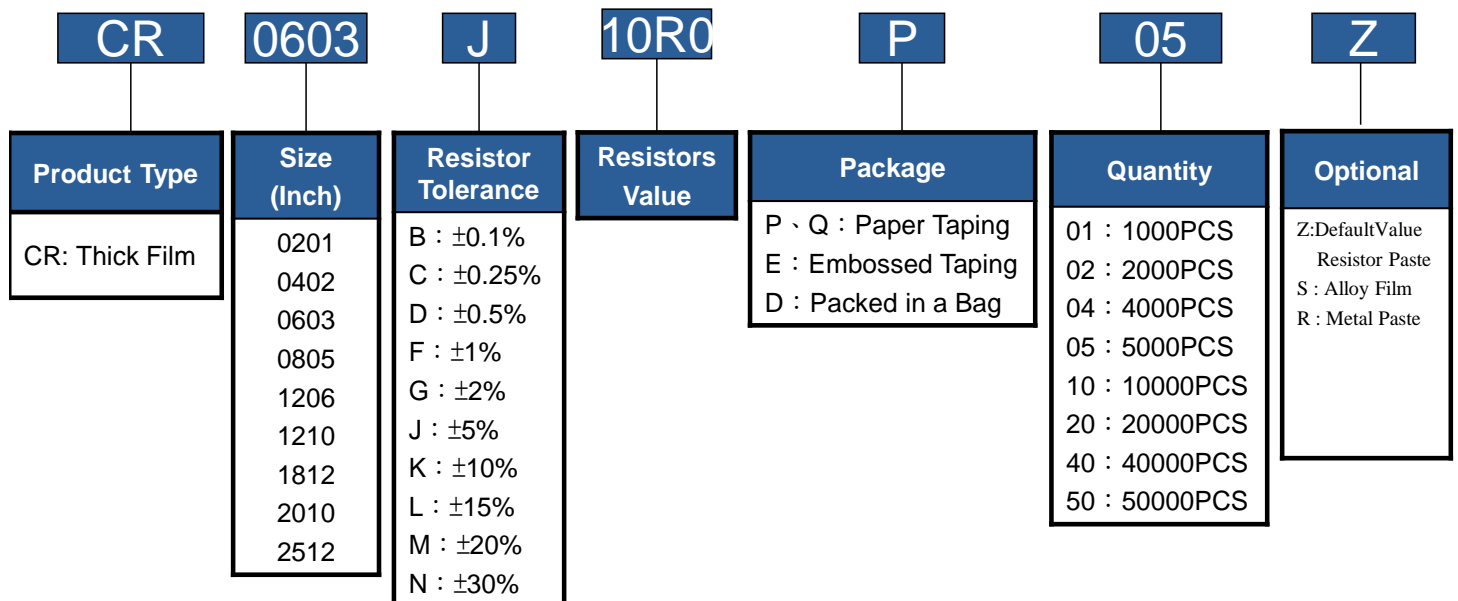 CR 0603 J 10R0 P 05 Z
Product Type
CR: Thick Film
Size
(Inch)
0201
0402
0603
0805
1206
1210
1812
2010
2512
Resistor
Tolerance
B：±0.1%
C：±0.25%
D：±0.5%
F：±1%
G：±2%
J：±5%
K：±10%
L：±15%
M：±20%
N：±30%
Resistors
Value
Package
P、Q：Paper Taping
E：Embossed Taping
D：Packed in a Bag
Quantity
01：1000PCS
02：2000PCS
04：4000PCS
05：5000PCS
10：10000PCS
20：20000PCS
40：40000PCS
50：50000PCS
Optional
Z:DefaultValue
Resistor Paste
S : Alloy Film
R : Metal Paste